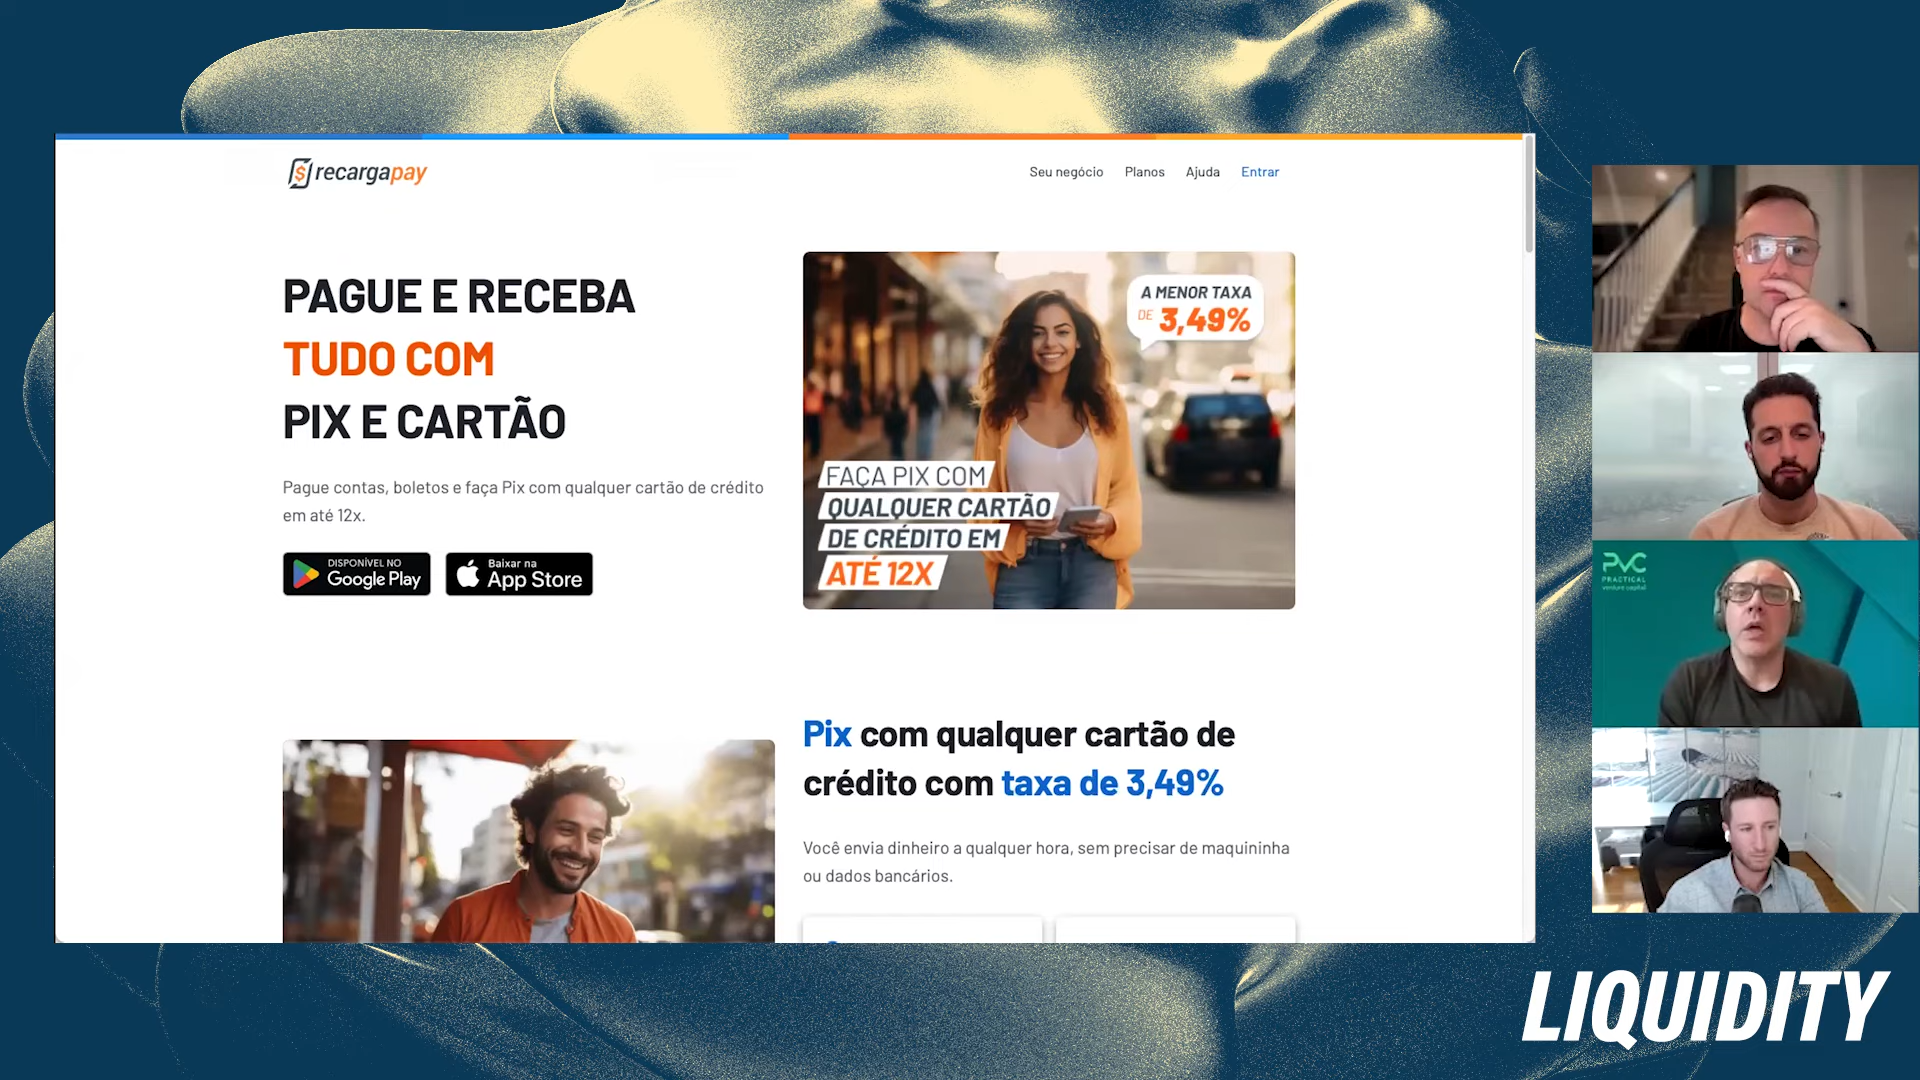 recargapay
Seu negócio
Planos
Ajuda
Entrar
PAGUE E RECEBA
TUDO COM
PIX E CARTÃO
Pague contas, boletos e faça Pix com qualquer cartão de crédito
em até 12x.
DISPONÍVEL NO
Google Play
Baixar na
App Store
A MENOR TAXA
DE 3,49%
FAÇA PIX COM
QUALQUER CARTÃO
DE CRÉDITO EM
ATÉ 12X
Pix com qualquer cartão de
crédito com taxa de 3,49%
Você envia dinheiro a qualquer hora, sem precisar de maquininha
ou dados bancários.
PVC
PRACTICAL
venture capital
LIQUIDITY